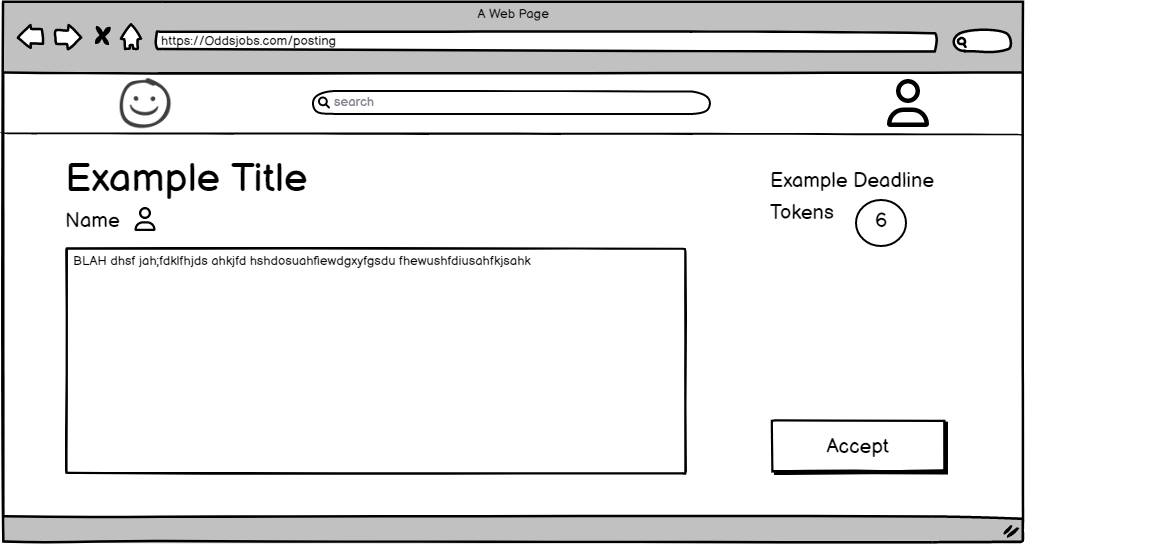 A Web Page
https://Oddsjobs.com/posting
search
Example Title
Name
BLAH dhsf jah;fdklfhjds ahkjfd hshdosuahfiewdgxyfgsdu fhewushfdiusahfkjsahk
Example Deadline
Tokens 6
Accept